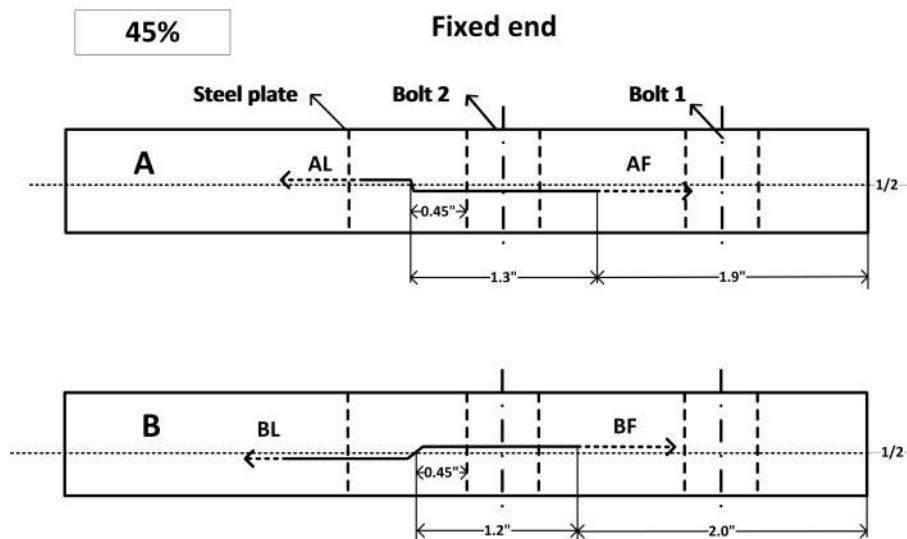 45%
Fixed end
Steel plate
Bolt 2
Bolt 1
A
AL
AF
1/2
0.45"
1.3"
1.9"
B
BL
BF
1/2
0.45"
1.2"
2.0"